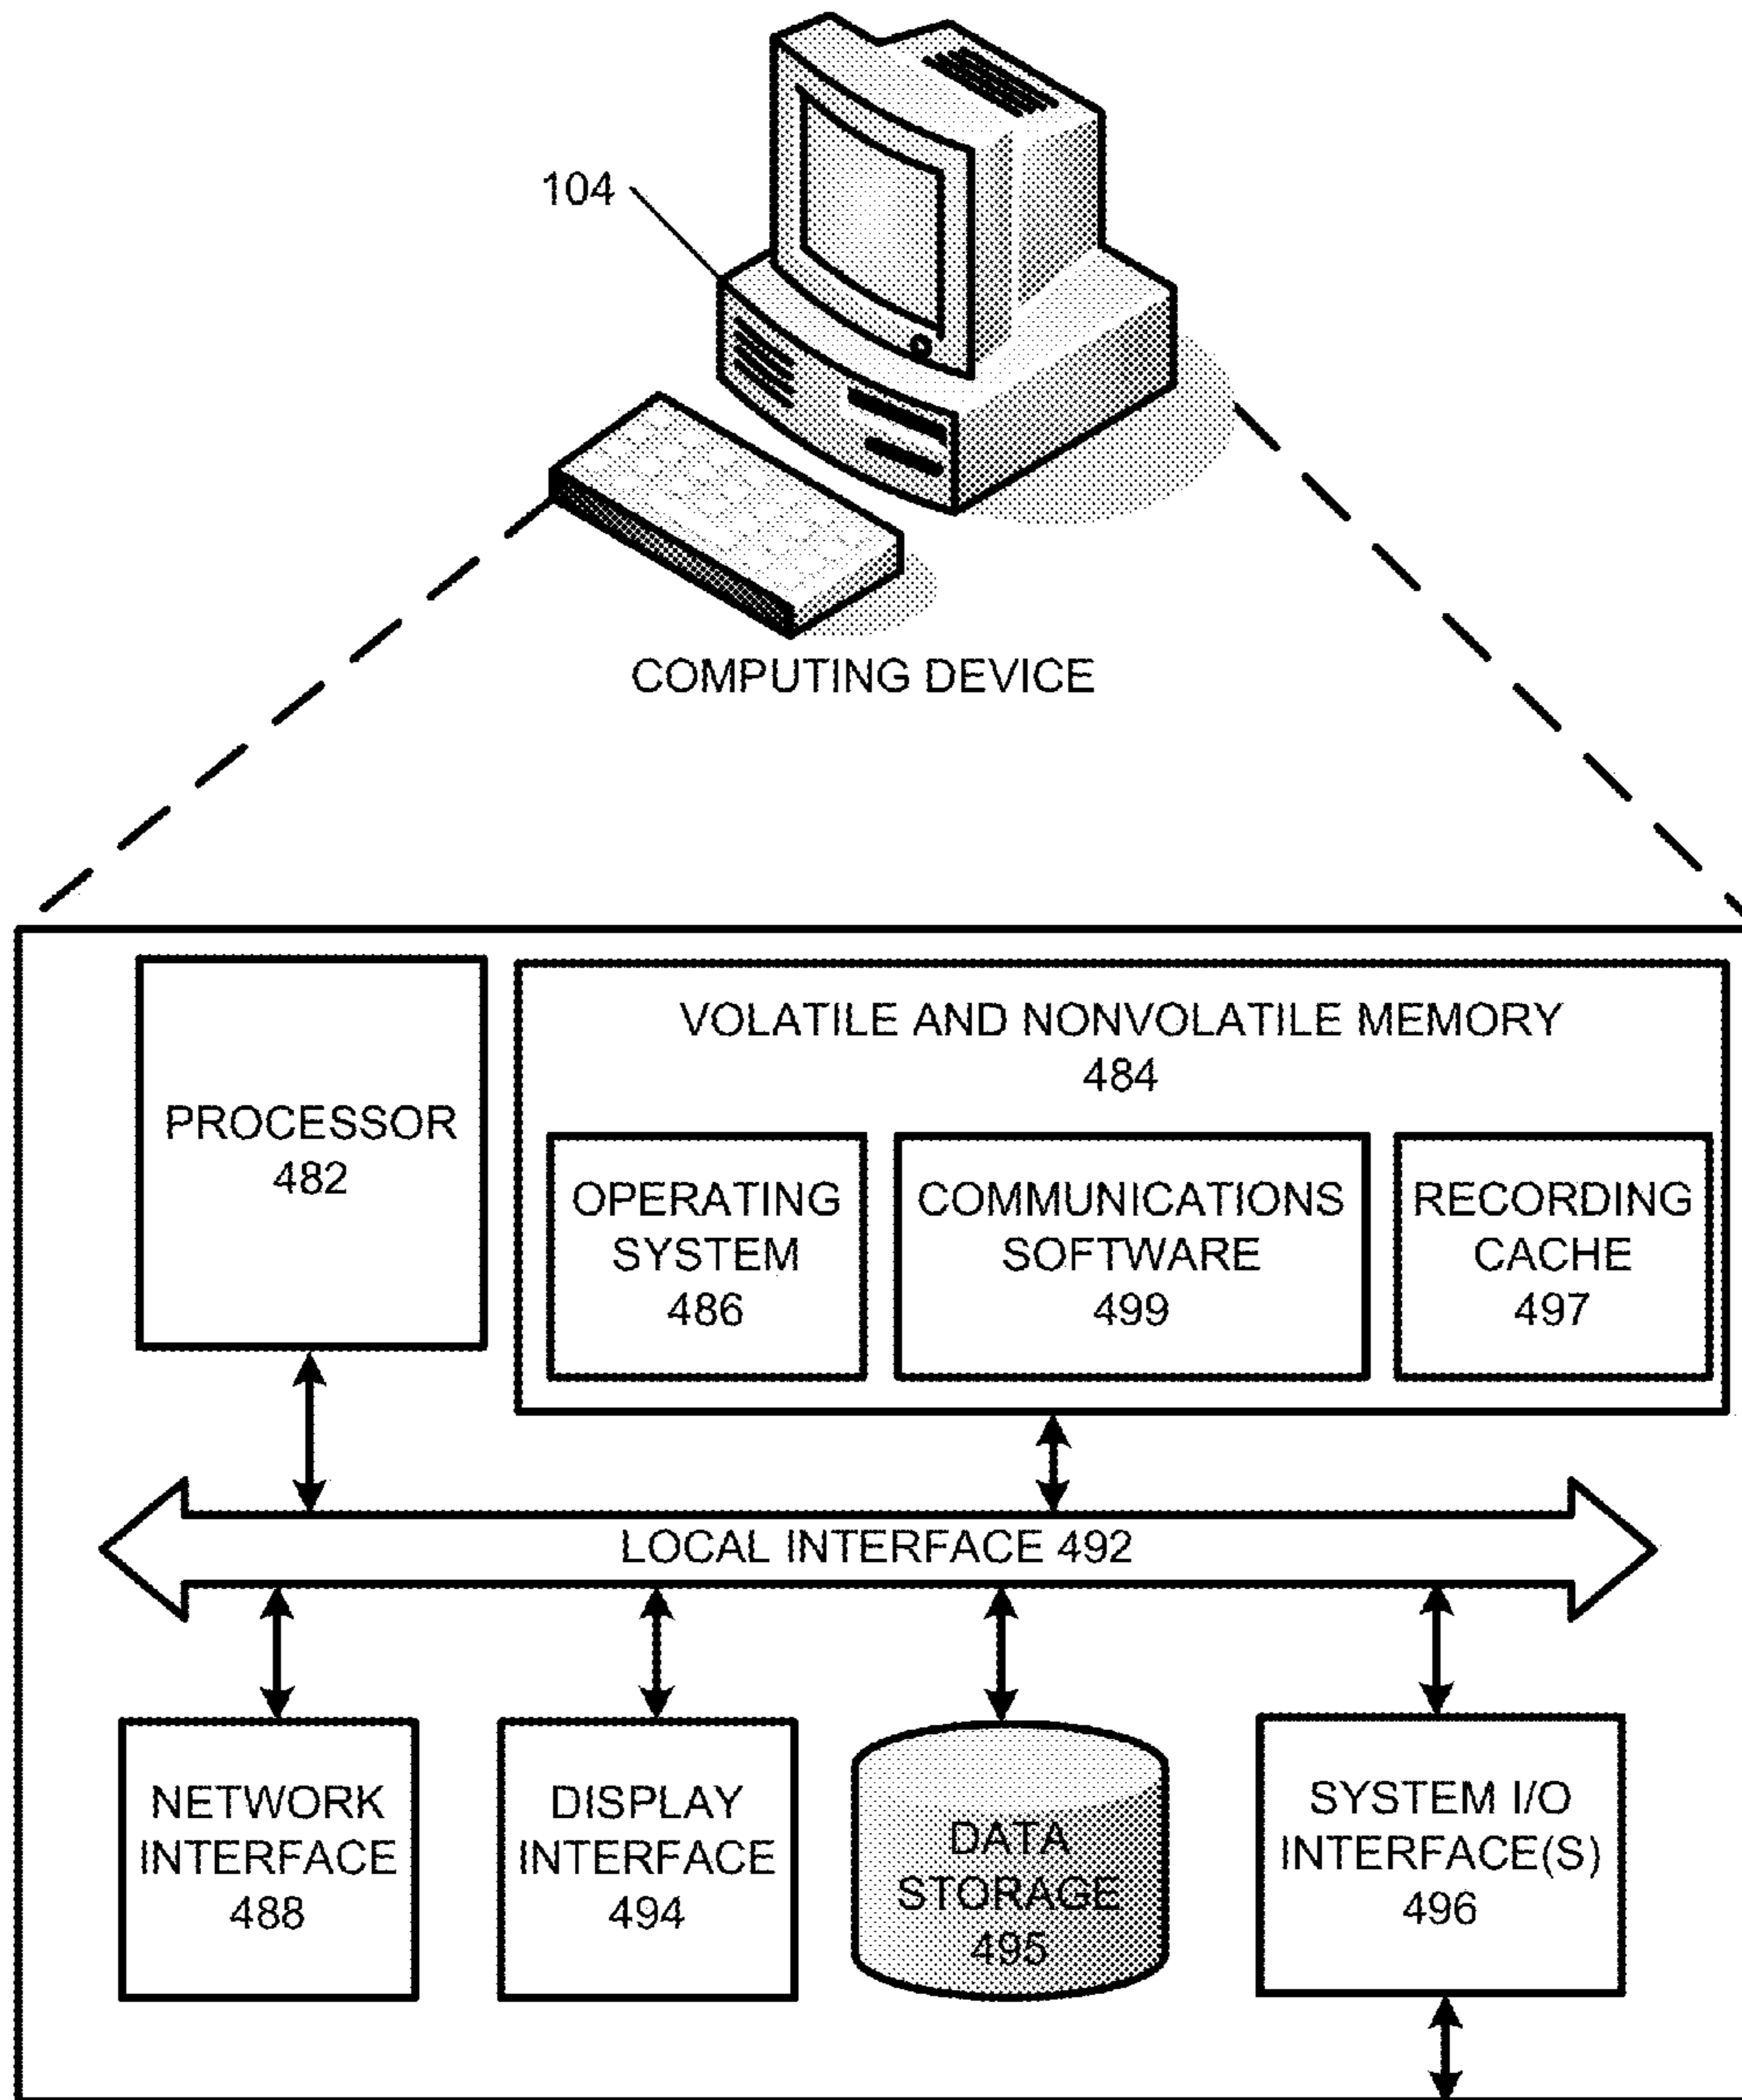 104
COMPUTING DEVICE
VOLATILE AND NONVOLATILE MEMORY
484
PROCESSOR
482
OPERATING
SYSTEM
486
COMMUNICATIONS
SOFTWARE
499
RECORDING
CACHE
497
LOCAL INTERFACE 492
NETWORK
INTERFACE
488
DISPLAY
INTERFACE
494
DATA
STORAGE
495
SYSTEM I/O
INTERFACE(S)
496